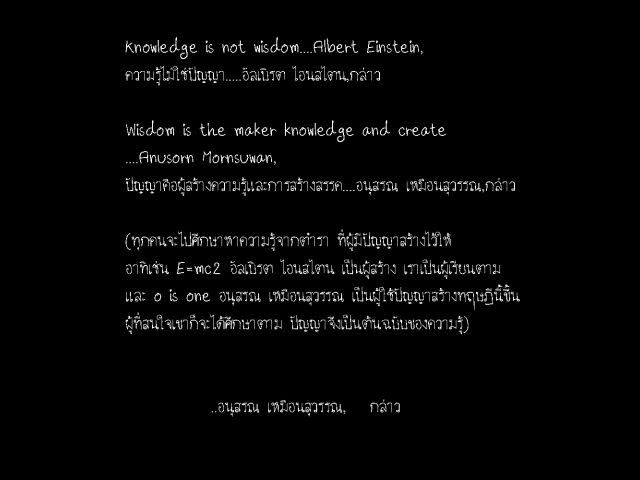 Knowledge is not wisdom....Albert Einstein,
ความรู้ไม่ใช่ปัญญา.....อัลเบิรต ไอนสไตน,กล่าว
Wisdom is the maker knowledge and create
....Anusorn Mornsuwan,
ปัญญาคือผู้สร้างความรู้และการสร้างสรรค....อนุสรณ เหมือนสุวรรณ,กล่าว
(ทุกคนจะไปศึกษาหาความรู้จากตำรา ที่ผู้มีปัญญาสร้างไว้ให้
อาทิเช่น E=mc2 อัลเบิรต ไอนสไตน เป็นผู้สร้าง เราเป็นผู้เรียนตาม
และ 0 is one อนุสรณ เหมือนสุวรรณ เป็นผู้ใช้ปัญญาสร้างทฤษฎีนี้ขึ้น
ผู้ที่สนใจเขาก็จะได้ศึกษาตาม ปัญญาจึงเป็นต้นฉบับของความรู้)
..อนุสรณ เหมือนสุวรรณ, กล่าว